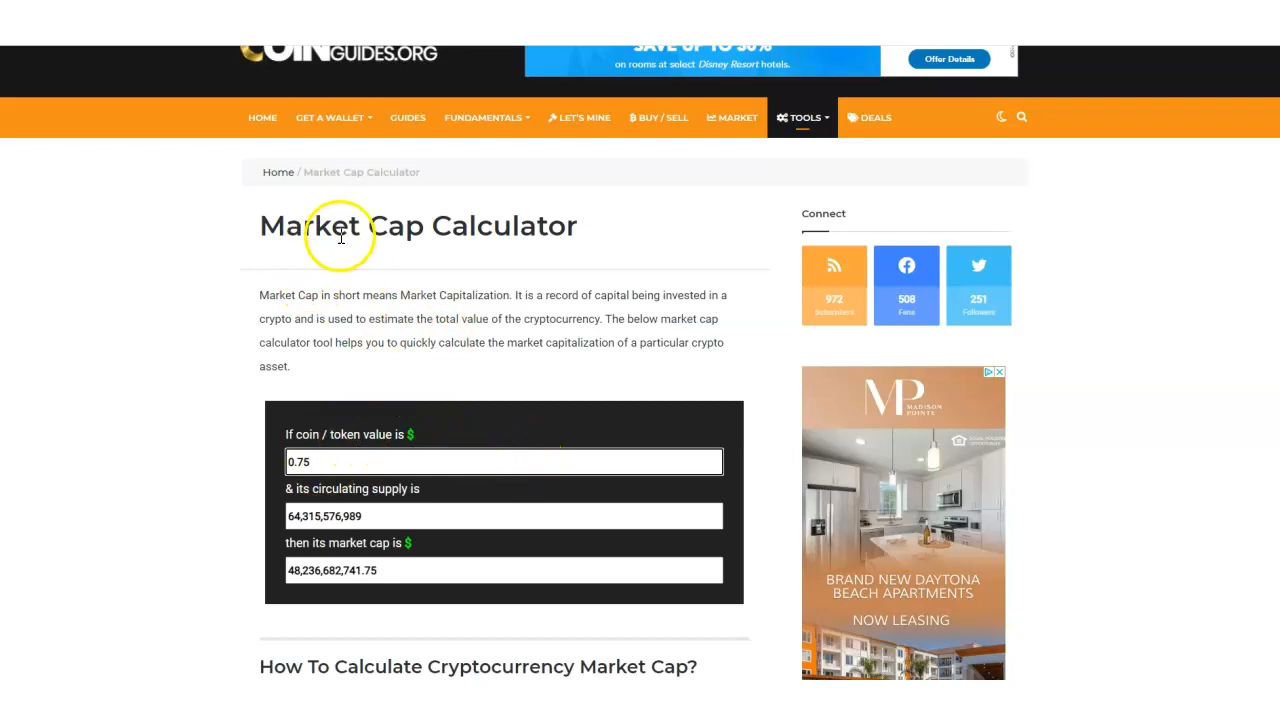 COINGUIDES.ORG
SAVE UP TO 30%
on rooms at select Disney Resort hotels.
Offer Details
HOME GET A WALLET GUIDES FUNDAMENTALS LET'S MINE BUY / SELL MARKET TOOLS DEALS
Home / Market Cap Calculator
Market Cap Calculator
Market Cap in short means Market Capitalization. It is a record of capital being invested in a
crypto and is used to estimate the total value of the cryptocurrency. The below market cap
calculator tool helps you to quickly calculate the market capitalization of a particular crypto
asset.
If coin / token value is $
0.75
& its circulating supply is
64,315,576,989
then its market cap is $
48,236,682,741.75
How To Calculate Cryptocurrency Market Cap?
Connect
972
Subscribers
508
Fans
251
Followers
MP
MADISON
POINTE
BRAND NEW DAYTONA
BEACH APARTMENTS
NOW LEASING